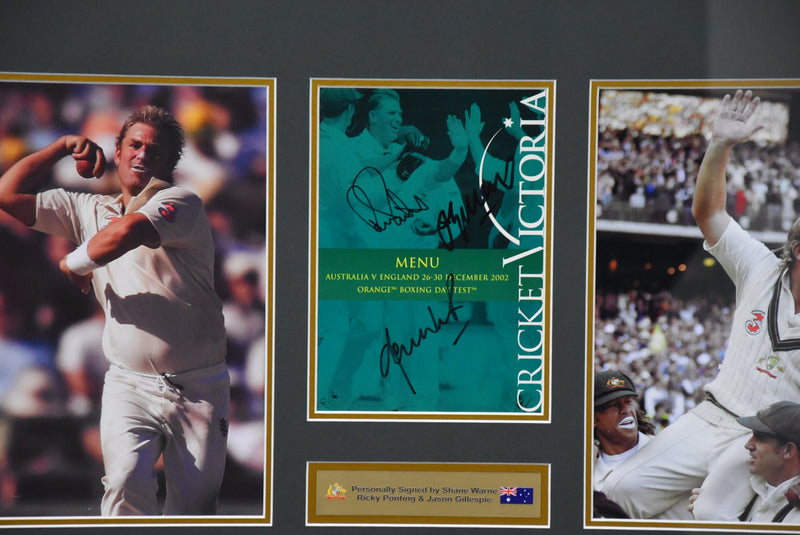 MENU
AUSTRALIA V ENGLAND 26-30 DECEMBER 2002
ORANGE™ BOXING DAY TEST™
CRICKET VICTORIA
Personally Signed by Shane Warne
Ricky Ponting & Jason Gillespie